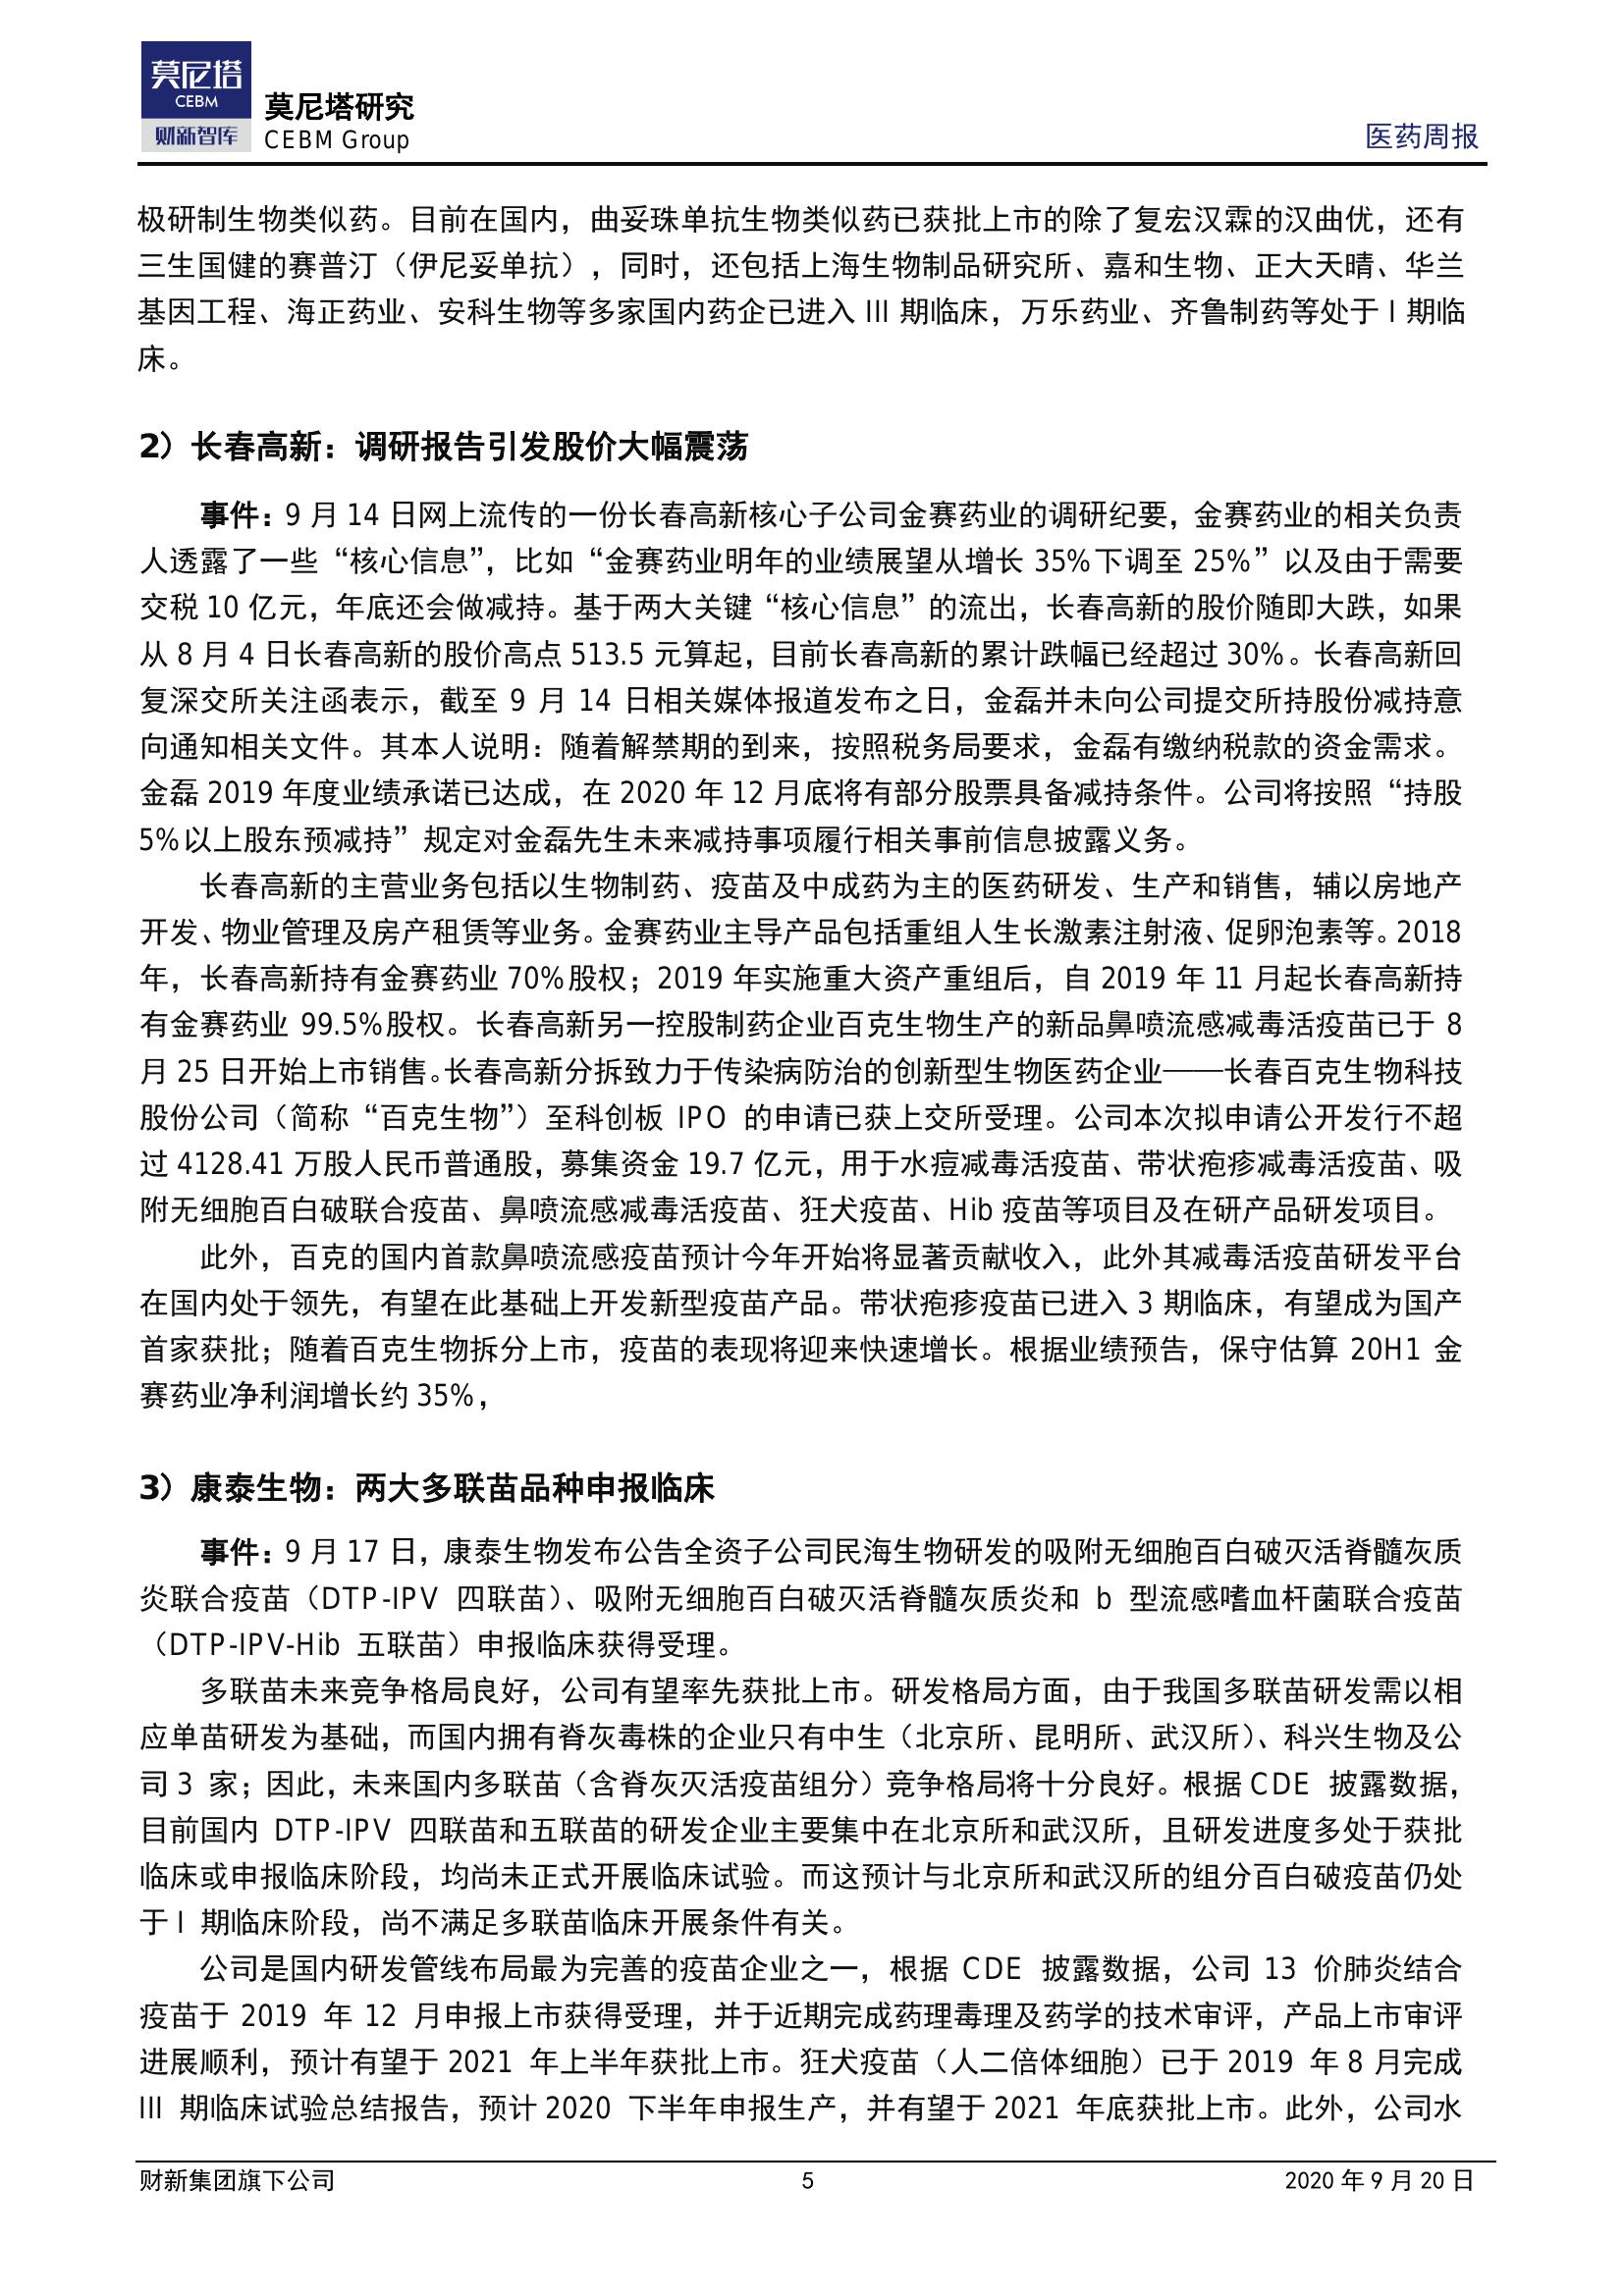 莫尼塔
CEBM
财新智库
莫尼塔研究
CEBM Group
医药周报
极研制生物类似药。目前在国内，曲妥珠单抗生物类似药已获批上市的除了复宏汉霖的汉曲优，还有
三生国健的赛普汀（伊尼妥单抗），同时，还包括上海生物制品研究所、嘉和生物、正大天晴、华兰
基因工程、海正药业、安科生物等多家国内药企已进入 III 期临床，万乐药业、齐鲁制药等处于 I 期临
床。
2）长春高新：调研报告引发股价大幅震荡
事件：9 月 14 日网上流传的一份长春高新核心子公司金赛药业的调研纪要，金赛药业的相关负责
人透露了一些“核心信息”，比如“金赛药业明年的业绩展望从增长 35%下调至 25%”以及由于需要
交税 10 亿元，年底还会做减持。基于两大关键“核心信息”的流出，长春高新的股价随即大跌，如果
从 8 月 4 日长春高新的股价高点 513.5 元算起，目前长春高新的累计跌幅已经超过 30%。长春高新回
复深交所关注函表示，截至 9 月 14 日相关媒体报道发布之日，金磊并未向公司提交所持股份减持意
向通知相关文件。其本人说明：随着解禁期的到来，按照税务局要求，金磊有缴纳税款的资金需求。
金磊 2019 年度业绩承诺已达成，在 2020 年 12 月底将有部分股票具备减持条件。公司将按照“持股
5%以上股东预减持”规定对金磊先生未来减持事项履行相关事前信息披露义务。
长春高新的主营业务包括以生物制药、疫苗及中成药为主的医药研发、生产和销售，辅以房地产
开发、物业管理及房产租赁等业务。金赛药业主导产品包括重组人生长激素注射液、促卵泡素等。2018
年，长春高新持有金赛药业 70%股权；2019 年实施重大资产重组后，自 2019 年 11 月起长春高新持
有金赛药业 99.5%股权。长春高新另一控股制药企业百克生物生产的新品鼻喷流感减毒活疫苗已于 8
月 25 日开始上市销售。长春高新分拆致力于传染病防治的创新型生物医药企业——长春百克生物科技
股份公司（简称“百克生物”）至科创板 IPO 的申请已获上交所受理。公司本次拟申请公开发行不超
过 4128.41 万股人民币普通股，募集资金 19.7 亿元，用于水痘减毒活疫苗、带状疱疹减毒活疫苗、吸
附无细胞百白破联合疫苗、鼻喷流感减毒活疫苗、狂犬疫苗、Hib 疫苗等项目及在研产品研发项目。
此外，百克的国内首款鼻喷流感疫苗预计今年开始将显著贡献收入，此外其减毒活疫苗研发平台
在国内处于领先，有望在此基础上开发新型疫苗产品。带状疱疹疫苗已进入 3 期临床，有望成为国产
首家获批；随着百克生物拆分上市，疫苗的表现将迎来快速增长。根据业绩预告，保守估算 20H1 金
赛药业净利润增长约 35%，
3）康泰生物：两大多联苗品种申报临床
事件：9 月 17 日，康泰生物发布公告全资子公司民海生物研发的吸附无细胞百白破灭活脊髓灰质
炎联合疫苗（DTP-IPV 四联苗）、吸附无细胞百白破灭活脊髓灰质炎和 b 型流感嗜血杆菌联合疫苗
（DTP-IPV-Hib 五联苗）申报临床获得受理。
多联苗未来竞争格局良好，公司有望率先获批上市。研发格局方面，由于我国多联苗研发需以相
应单苗研发为基础，而国内拥有脊灰毒株的企业只有中生（北京所、昆明所、武汉所）、科兴生物及公
司 3 家；因此，未来国内多联苗（含脊灰灭活疫苗组分）竞争格局将十分良好。根据 CDE 披露数据，
目前国内 DTP-IPV 四联苗和五联苗的研发企业主要集中在北京所和武汉所，且研发进度多处于获批
临床或申报临床阶段，均尚未正式开展临床试验。而这预计与北京所和武汉所的组分百白破疫苗仍处
于 I 期临床阶段，尚不满足多联苗临床开展条件有关。
公司是国内研发管线布局最为完善的疫苗企业之一，根据 CDE 披露数据，公司 13 价肺炎结合
疫苗于 2019 年 12 月申报上市获得受理，并于近期完成药理毒理及药学的技术审评，产品上市审评
进展顺利，预计有望于 2021 年上半年获批上市。狂犬疫苗（人二倍体细胞）已于 2019 年 8 月完成
III 期临床试验总结报告，预计 2020 下半年申报生产，并有望于 2021 年底获批上市。此外，公司水
财新集团旗下公司
5
2020 年 9 月 20 日